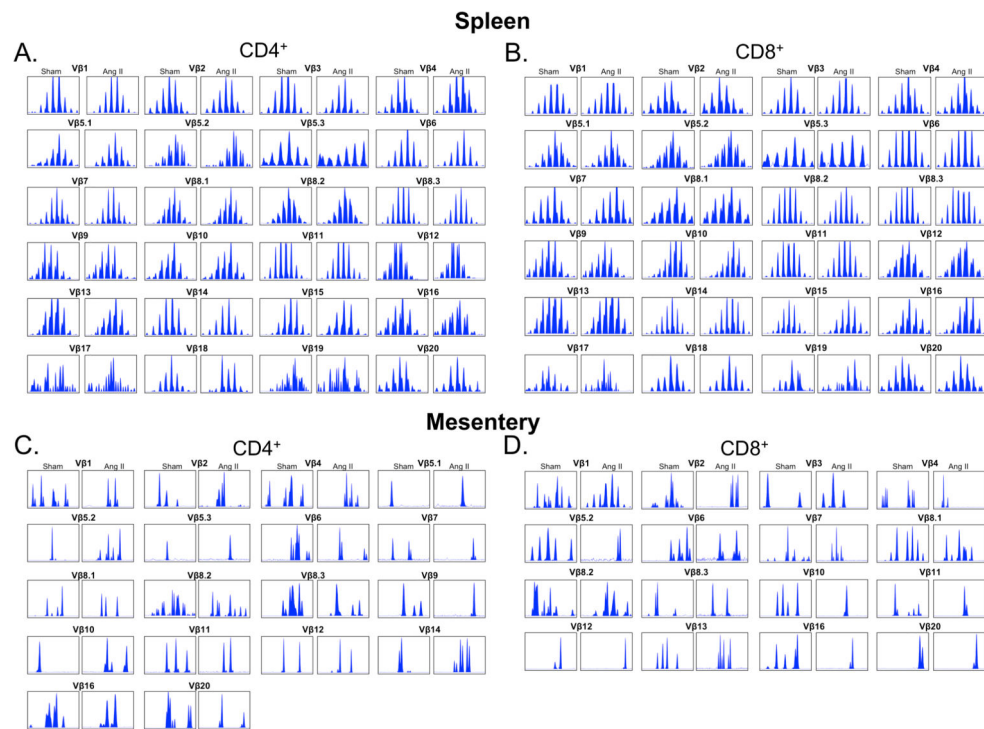 Spleen
A. CD4+ B. CD8+
Vβ1 Vβ2 Vβ3 Vβ4 Vβ1 Vβ2 Vβ3 Vβ4
Sham Ang II Sham Ang II Sham Ang II Sham Ang II Sham Ang II Sham Ang II Sham Ang II Sham Ang II
Vβ5.1 Vβ5.2 Vβ5.3 Vβ6 Vβ5.1 Vβ5.2 Vβ5.3 Vβ6
Vβ7 Vβ8.1 Vβ8.2 Vβ8.3 Vβ7 Vβ8.1 Vβ8.2 Vβ8.3
Vβ9 Vβ10 Vβ11 Vβ12 Vβ9 Vβ10 Vβ11 Vβ12
Vβ13 Vβ14 Vβ15 Vβ16 Vβ13 Vβ14 Vβ15 Vβ16
Vβ17 Vβ18 Vβ19 Vβ20 Vβ17 Vβ18 Vβ19 Vβ20
Mesentery
C. CD4+ D. CD8+
Vβ1 Vβ2 Vβ4 Vβ5.1 Vβ1 Vβ2 Vβ3 Vβ4
Sham Ang II Sham Ang II Sham Ang II Sham Ang II Sham Ang II Sham Ang II Sham Ang II Sham Ang II
Vβ5.2 Vβ5.3 Vβ6 Vβ7 Vβ5.2 Vβ6 Vβ7 Vβ8.1
Vβ8.1 Vβ8.2 Vβ8.3 Vβ9 Vβ8.2 Vβ8.3 Vβ10 Vβ11
Vβ10 Vβ11 Vβ12 Vβ14 Vβ12 Vβ13 Vβ16 Vβ20
Vβ16 Vβ20